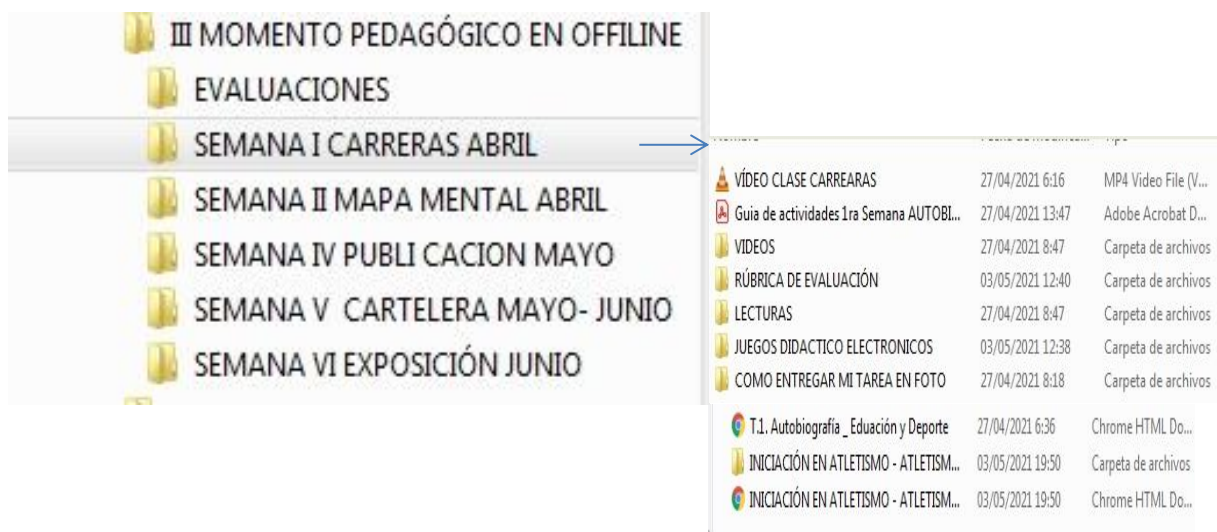 III MOMENTO PEDAGÓGICO EN OFFILINE
EVALUACIONES
SEMANA I CARRERAS ABRIL
SEMANA II MAPA MENTAL ABRIL
SEMANA IV PUBLI CACION MAYO
SEMANA V CARTELERA MAYO- JUNIO
SEMANA VI EXPOSICIÓN JUNIO
VÍDEO CLASE CARREARAS 27/04/2021 6:16 MP4 Video File (V...
Guia de actividades 1ra Semana AUTOBI... 27/04/2021 13:47 Adobe Acrobat D...
VIDEOS 27/04/2021 8:47 Carpeta de archivos
RÚBRICA DE EVALUACIÓN 03/05/2021 12:40 Carpeta de archivos
LECTURAS 27/04/2021 8:47 Carpeta de archivos
JUEGOS DIDACTICO ELECTRONICOS 03/05/2021 12:38 Carpeta de archivos
COMO ENTREGAR MI TAREA EN FOTO 27/04/2021 8:18 Carpeta de archivos
T.1. Autobiografía _ Eduación y Deporte 27/04/2021 6:36 Chrome HTML Do...
INICIACIÓN EN ATLETISMO - ATLETISM... 03/05/2021 19:50 Carpeta de archivos
INICIACIÓN EN ATLETISMO - ATLETISM... 03/05/2021 19:50 Chrome HTML Do...